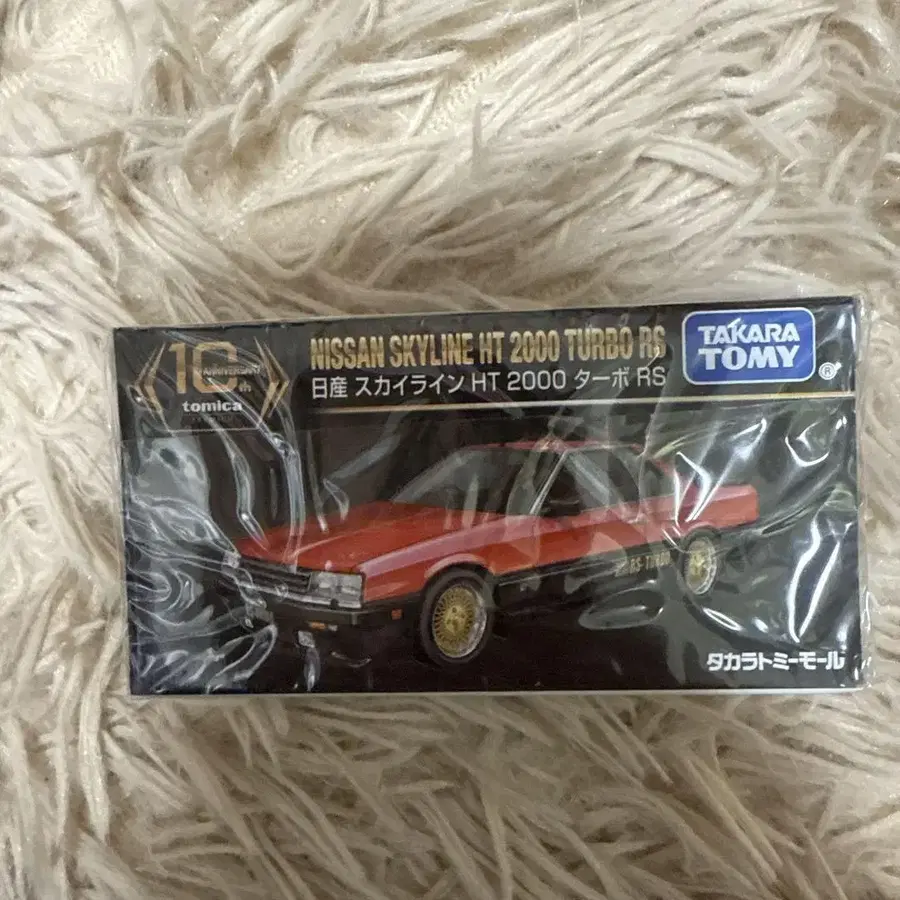 10th
ANNIVERSARY
tomica
NISSAN SKYLINE HT 2000 TURBO RS
日産 スカイライン HT 2000 ターボ RS
TAKARA
TOMY
®
RS-TURBO
タカラトミーモール